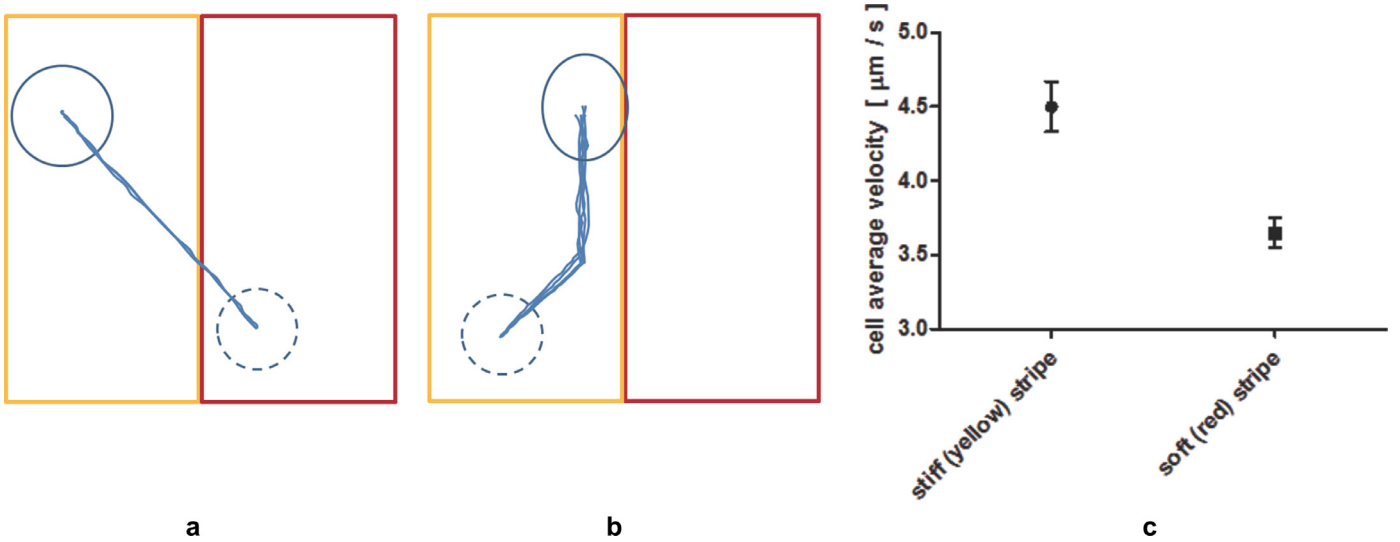 cell average velocity [ μm / s ]
5.0
4.5
4.0
3.5
3.0
stiff (yellow) stripe
soft (red) stripe
a
b
c